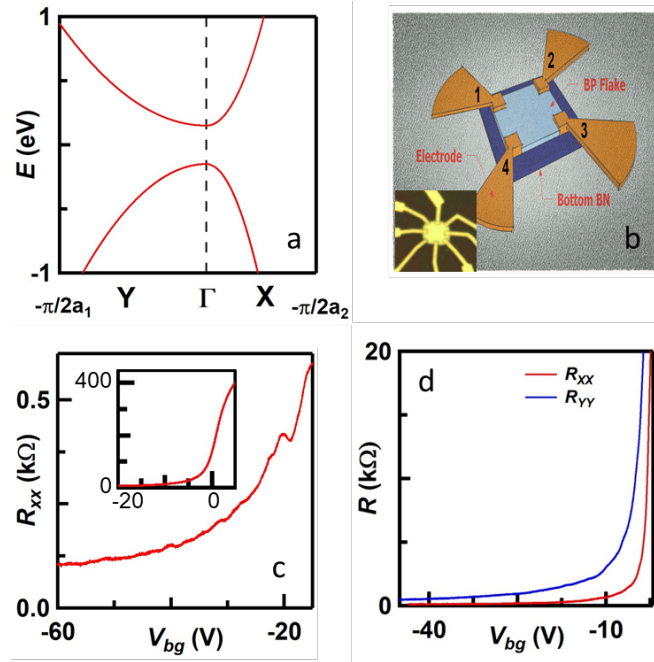 1
E (eV)
-1
a
-π/2a1
Y
Γ
X
-π/2a2
1
2
3
4
BP Flake
Electrode
Bottom BN
b
Rxx (kΩ)
0.5
0.0
400
0
-20
0
c
-60
-40
-20
Vbg (V)
d
20
R (kΩ)
0
RXX
RYY
-40
-10
Vbg (V)